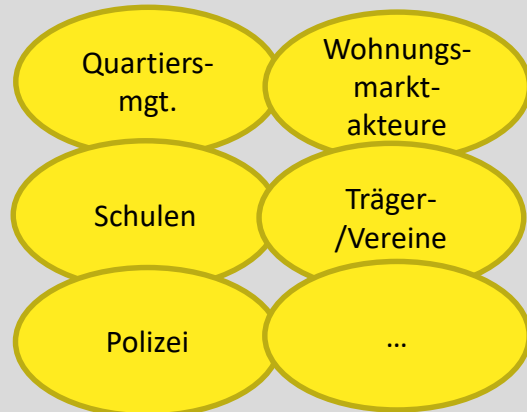 Quartiers-
mgt.
Wohnungs-
markt-
akteure
Schulen
Träger-
/Vereine
Polizei
...